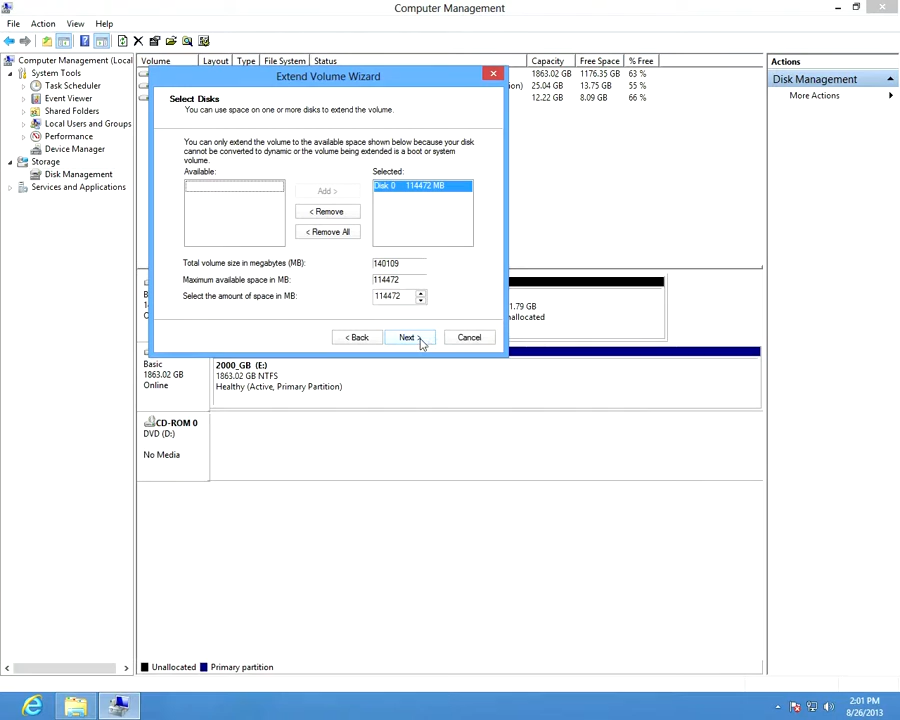 Computer Management
File Action View Help
Computer Management (Local
System Tools
Task Scheduler
Event Viewer
Shared Folders
Local Users and Groups
Performance
Device Manager
Storage
Disk Management
Services and Applications
Volume Layout Type File System Status Capacity Free Space % Free
1863.02 GB 1176.35 GB 63 %
25.04 GB 13.75 GB 55 %
12.22 GB 8.09 GB 66 %
Extend Volume Wizard
Select Disks
You can use space on one or more disks to extend the volume.
You can only extend the volume to the available space shown below because your disk
cannot be converted to dynamic or the volume being extended is a boot or system
volume.
Available:
Selected:
Disk 0 114472 MB
Add >
< Remove
< Remove All
Total volume size in megabytes (MB): 140109
Maximum available space in MB: 114472
Select the amount of space in MB: 114472
< Back
Next >
Cancel
1.79 GB
Basic
1863.02 GB
Online
2000_GB (E:)
1863.02 GB NTFS
Healthy (Active, Primary Partition)
CD-ROM 0
DVD (D:)
No Media
Unallocated Primary partition
Actions
Disk Management
More Actions
2:01 PM
8/26/2013